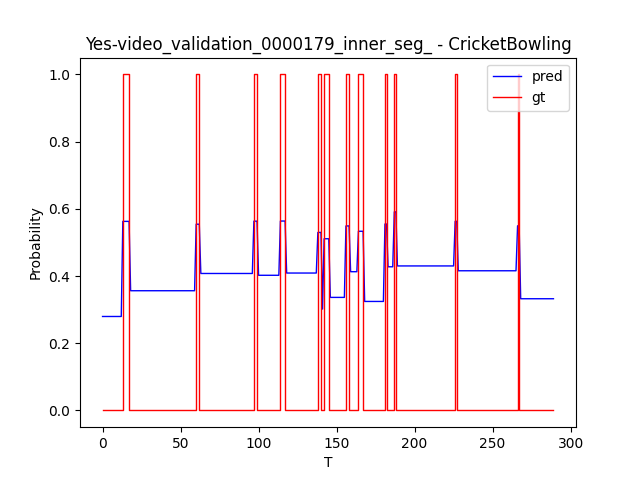 Yes-video_validation_0000179_inner_seg_ - CricketBowling
pred
gt
1.0
0.8
0.6
0.4
0.2
0.0
Probability
0
50
100
150
200
250
300
T